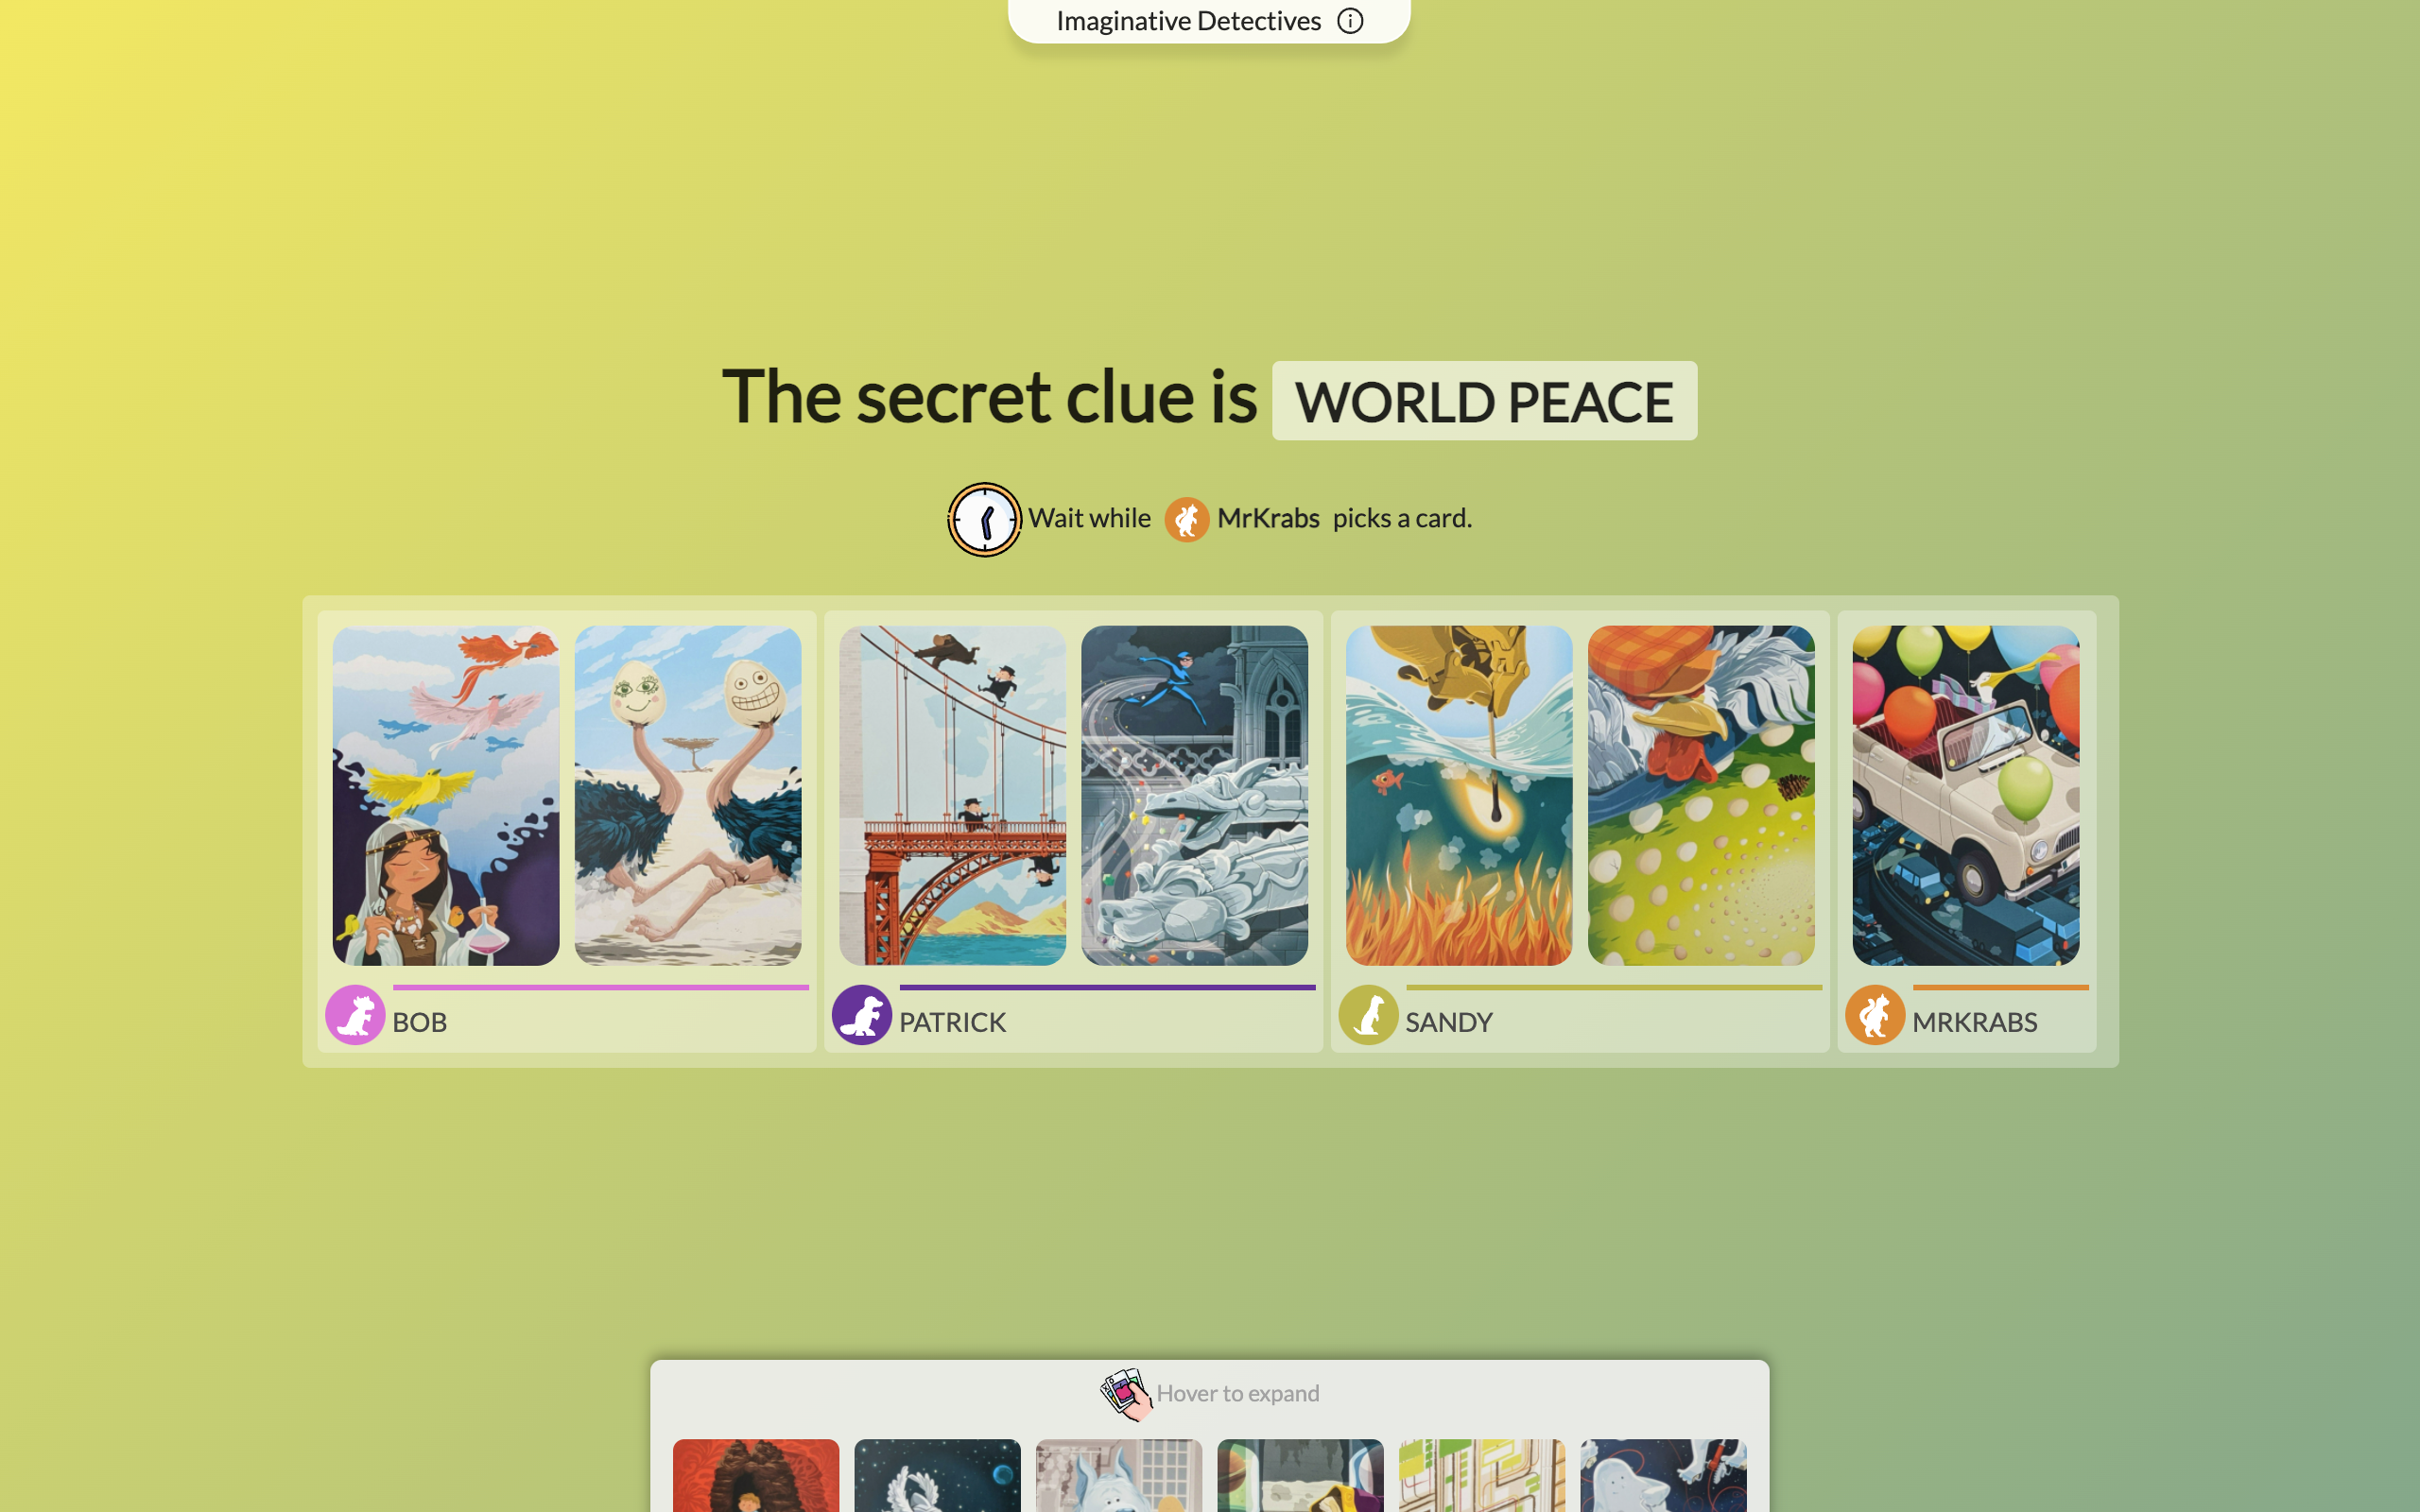 Imaginative Detectives
The secret clue is WORLD PEACE
Wait while MrKrabs picks a card.
BOB
PATRICK
SANDY
MRKRABS
Hover to expand